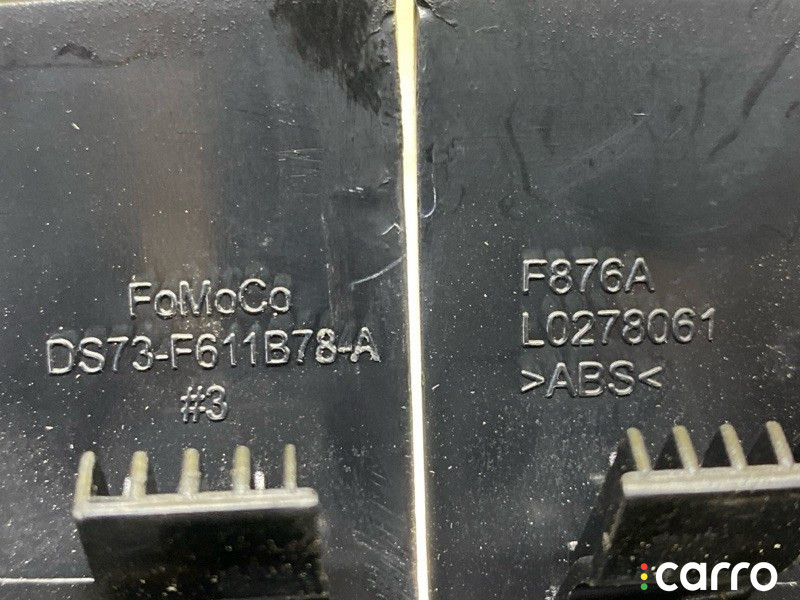 FoMoCo
DS73-F611B78-A
#3
F876A
L0278061
>ABS<
carro